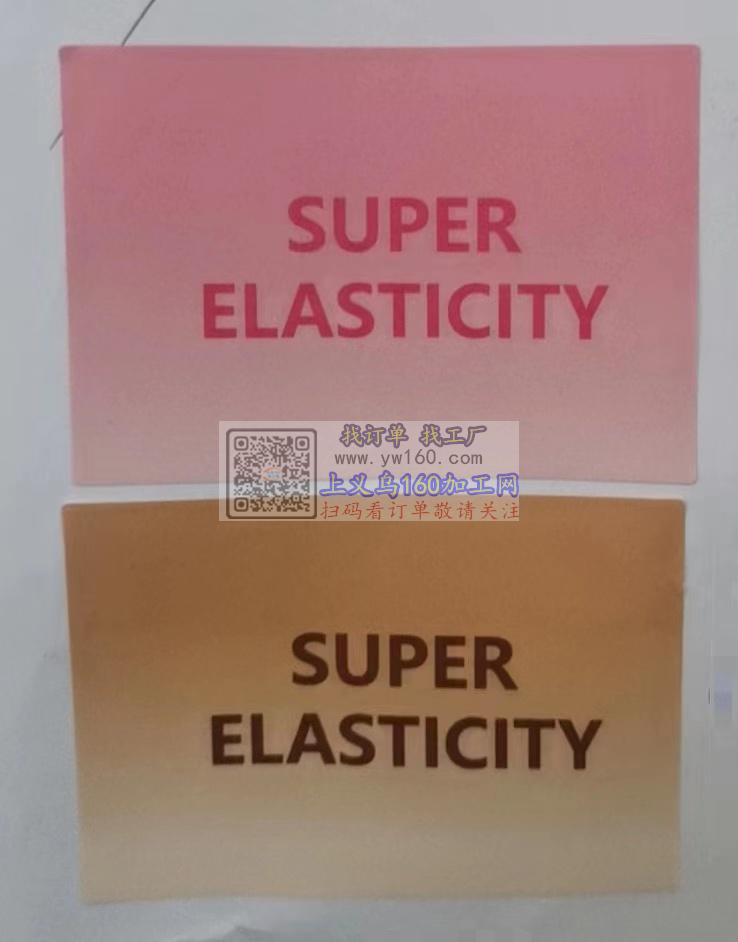 SUPER
ELASTICITY
找订单 找工厂
www.yw160.com
上义乌160加工网
扫码看订单敬请关注
SUPER
ELASTICITY